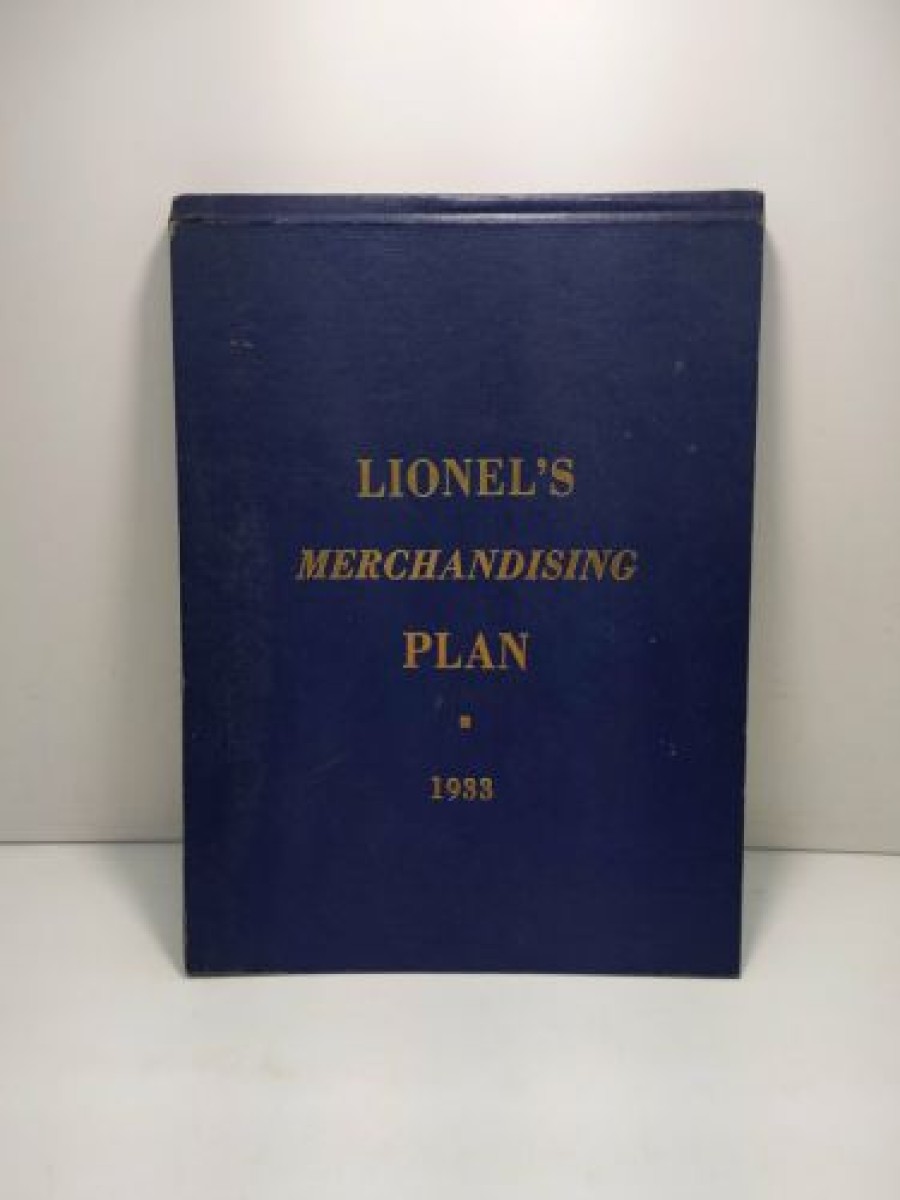 LIONEL'S
MERCHANDISING
PLAN
1933